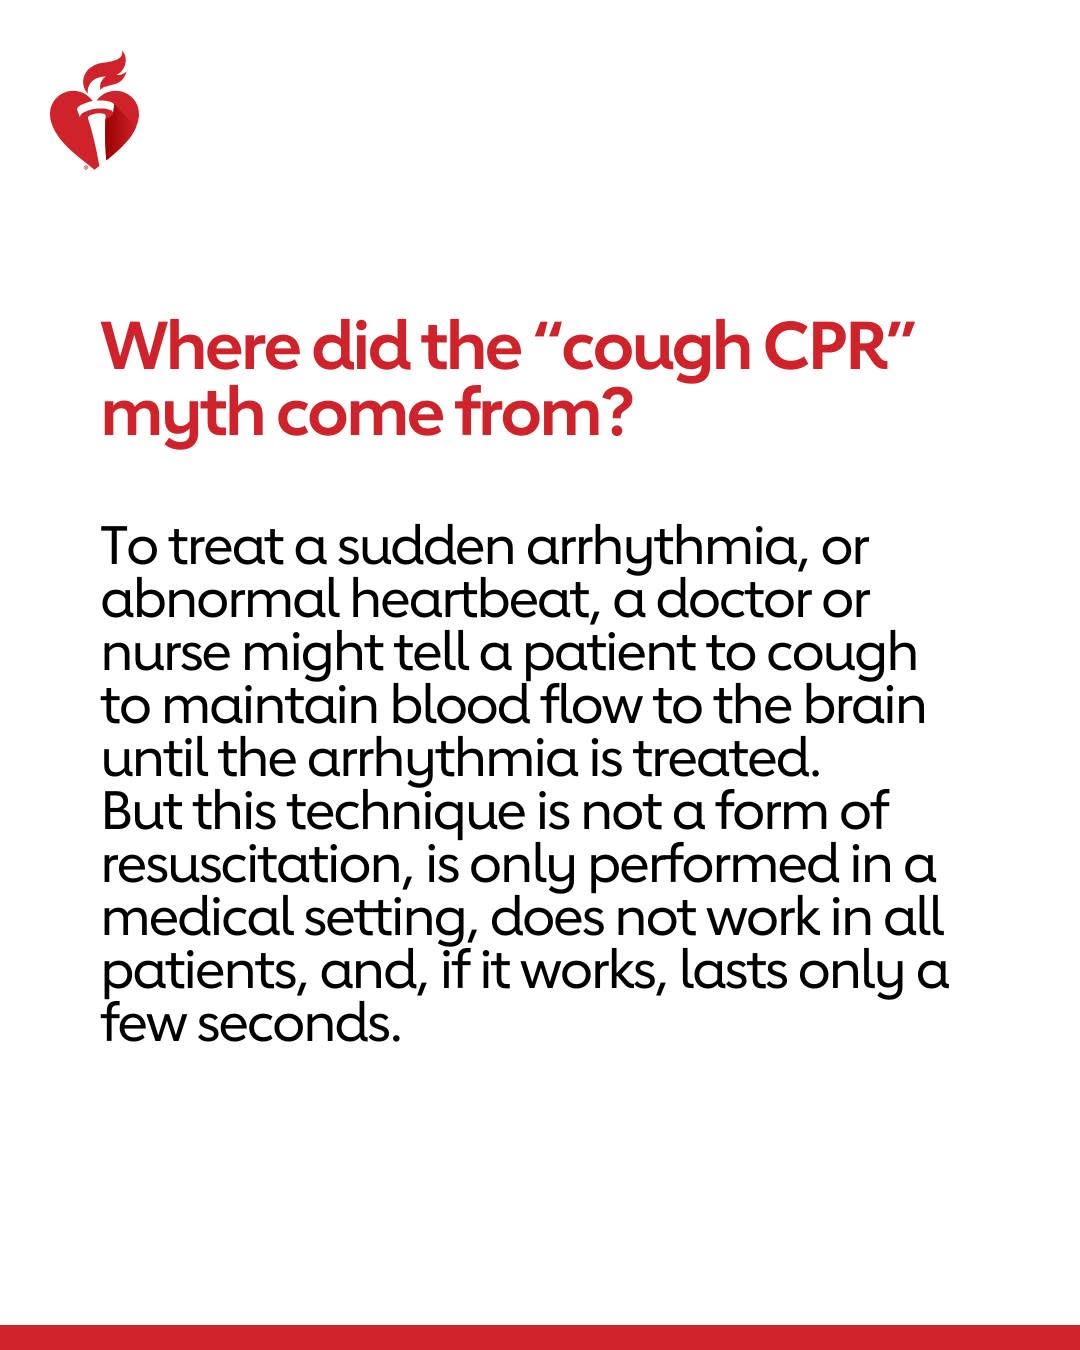 Where did the “cough CPR”
myth come from?
To treat a sudden arrhythmia, or
abnormal heartbeat, a doctor or
nurse might tell a patient to cough
to maintain blood flow to the brain
until the arrhythmia is treated.
But this technique is not a form of
resuscitation, is only performed in a
medical setting, does not work in all
patients, and, if it works, lasts only a
few seconds.